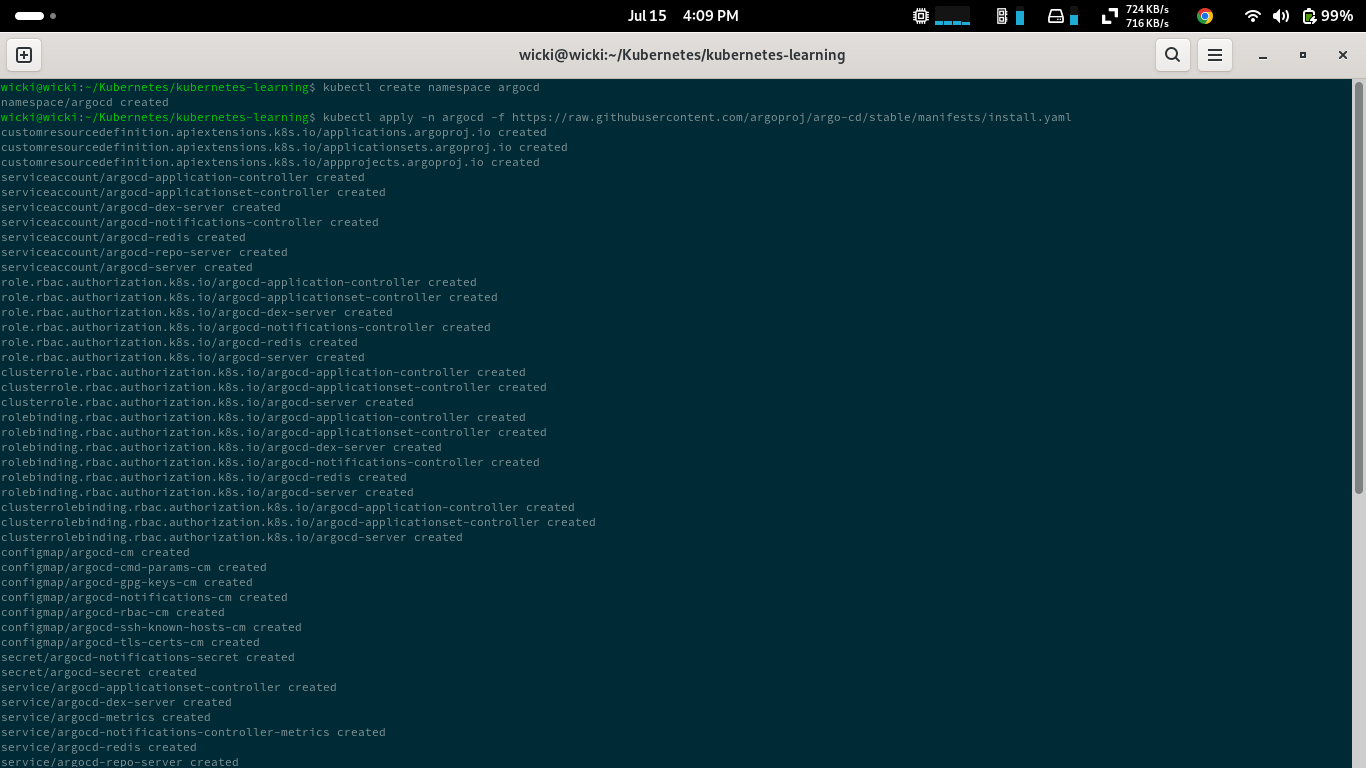 Jul 15 4:09 PM
724 KB/s
716 KB/s
99%
wicki@wicki:~/Kubernetes/kubernetes-learning
wicki@wicki:~/Kubernetes/kubernetes-learning$ kubectl create namespace argocd
namespace/argocd created
wicki@wicki:~/Kubernetes/kubernetes-learning$ kubectl apply -n argocd -f https://raw.githubusercontent.com/argoproj/argo-cd/stable/manifests/install.yaml
customresourcedefinition.apiextensions.k8s.io/applications.argoproj.io created
customresourcedefinition.apiextensions.k8s.io/applicationsets.argoproj.io created
customresourcedefinition.apiextensions.k8s.io/appprojects.argoproj.io created
serviceaccount/argocd-application-controller created
serviceaccount/argocd-applicationset-controller created
serviceaccount/argocd-dex-server created
serviceaccount/argocd-notifications-controller created
serviceaccount/argocd-redis created
serviceaccount/argocd-repo-server created
serviceaccount/argocd-server created
role.rbac.authorization.k8s.io/argocd-application-controller created
role.rbac.authorization.k8s.io/argocd-applicationset-controller created
role.rbac.authorization.k8s.io/argocd-dex-server created
role.rbac.authorization.k8s.io/argocd-notifications-controller created
role.rbac.authorization.k8s.io/argocd-redis created
role.rbac.authorization.k8s.io/argocd-server created
clusterrole.rbac.authorization.k8s.io/argocd-application-controller created
clusterrole.rbac.authorization.k8s.io/argocd-applicationset-controller created
clusterrole.rbac.authorization.k8s.io/argocd-server created
rolebinding.rbac.authorization.k8s.io/argocd-application-controller created
rolebinding.rbac.authorization.k8s.io/argocd-applicationset-controller created
rolebinding.rbac.authorization.k8s.io/argocd-dex-server created
rolebinding.rbac.authorization.k8s.io/argocd-notifications-controller created
rolebinding.rbac.authorization.k8s.io/argocd-redis created
rolebinding.rbac.authorization.k8s.io/argocd-server created
clusterrolebinding.rbac.authorization.k8s.io/argocd-application-controller created
clusterrolebinding.rbac.authorization.k8s.io/argocd-applicationset-controller created
clusterrolebinding.rbac.authorization.k8s.io/argocd-server created
configmap/argocd-cm created
configmap/argocd-cmd-params-cm created
configmap/argocd-gpg-keys-cm created
configmap/argocd-notifications-cm created
configmap/argocd-rbac-cm created
configmap/argocd-ssh-known-hosts-cm created
configmap/argocd-tls-certs-cm created
secret/argocd-notifications-secret created
secret/argocd-secret created
service/argocd-applicationset-controller created
service/argocd-dex-server created
service/argocd-metrics created
service/argocd-notifications-controller-metrics created
service/argocd-redis created
service/argocd-repo-server created